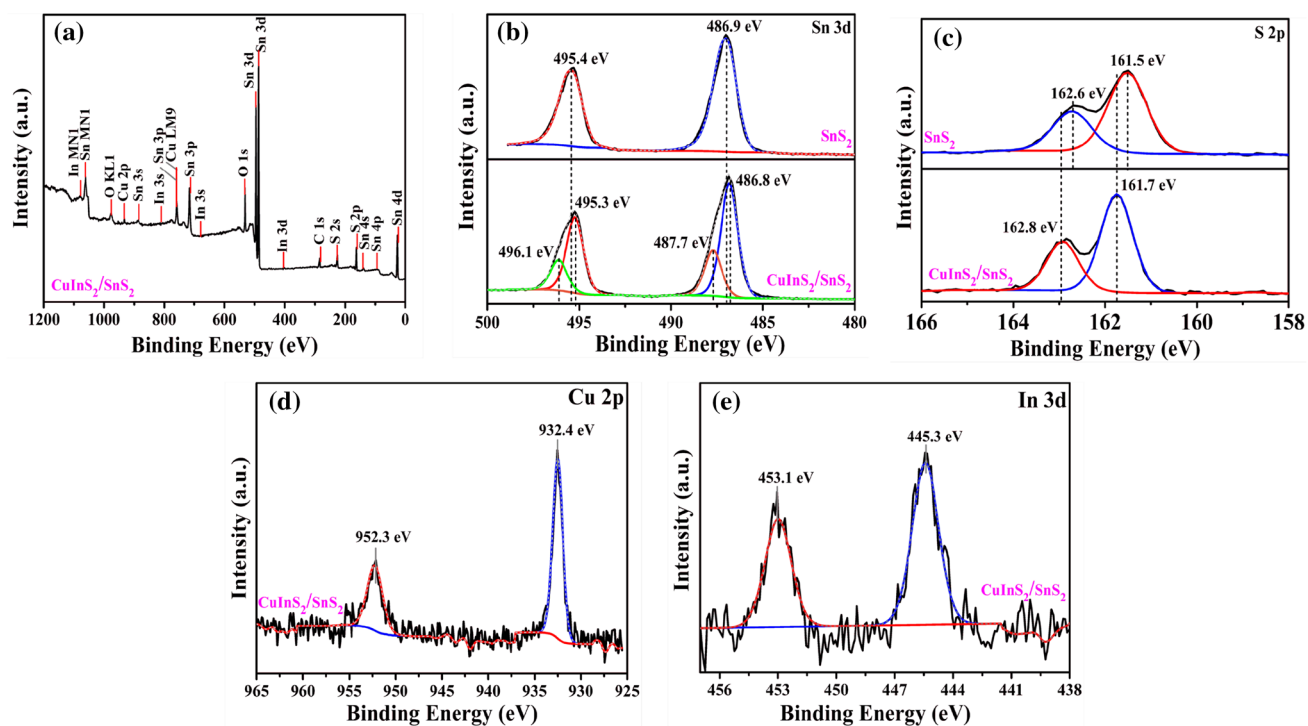 (a)
In MN1
Sn MN1
O KL1
Cu 2p
Sn 3s
In 3s
Sn 3p
Cu LM9
Sn 3p
In 3s
O 1s
Sn 3d
Sn 3d
In 3d
C 1s
S 2s
S 2p
Sn 4s
Sn 4p
Sn 4d
CuInS₂/SnS₂
Intensity (a.u.)
1200 1000 800 600 400 200 0
Binding Energy (eV)
(b)
Sn 3d
486.9 eV
495.4 eV
SnS₂
486.8 eV
495.3 eV
487.7 eV
496.1 eV
CuInS₂/SnS₂
Intensity (a.u.)
500 495 490 485 480
Binding Energy (eV)
(c)
S 2p
161.5 eV
162.6 eV
SnS₂
161.7 eV
162.8 eV
CuInS₂/SnS₂
Intensity (a.u.)
166 164 162 160 158
Binding Energy (eV)
(d)
Cu 2p
932.4 eV
952.3 eV
CuInS₂/SnS₂
Intensity (a.u.)
965 960 955 950 945 940 935 930 925
Binding Energy (eV)
(e)
In 3d
445.3 eV
453.1 eV
CuInS₂/SnS₂
Intensity (a.u.)
456 453 450 447 444 441 438
Binding Energy (eV)